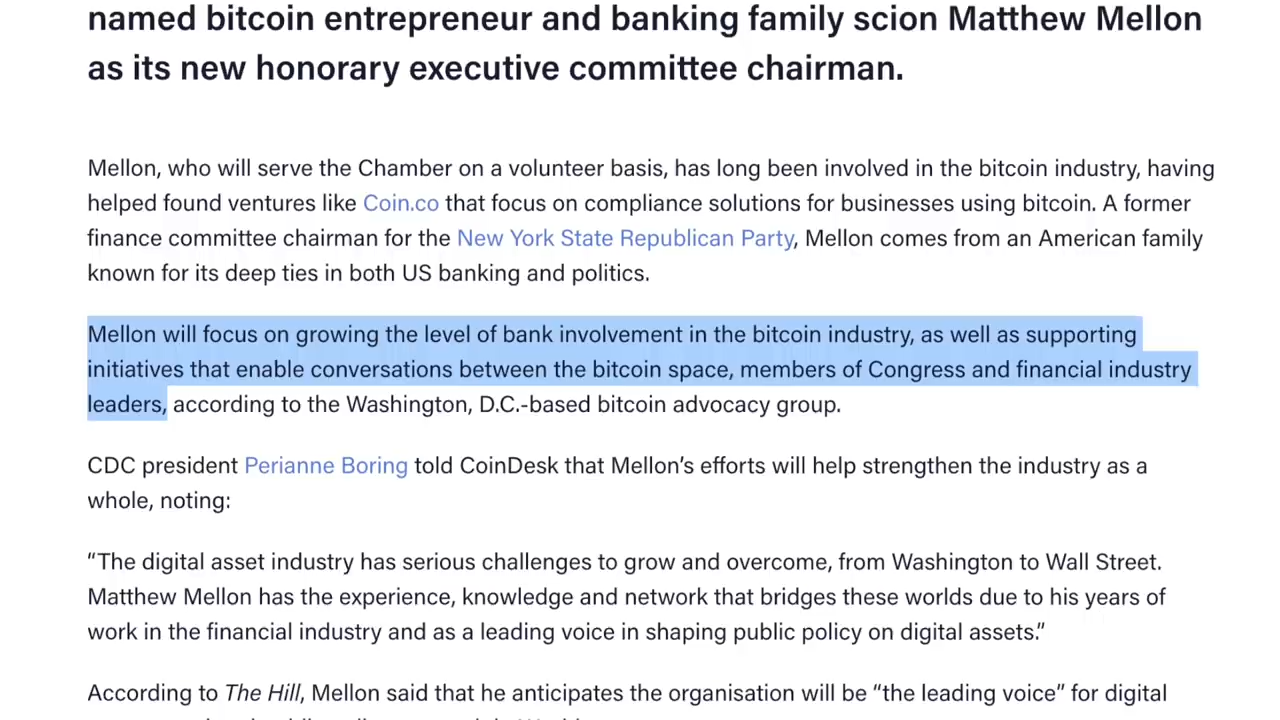 named bitcoin entrepreneur and banking family scion Matthew Mellon
as its new honorary executive committee chairman.
Mellon, who will serve the Chamber on a volunteer basis, has long been involved in the bitcoin industry, having
helped found ventures like Coin.co that focus on compliance solutions for businesses using bitcoin. A former
finance committee chairman for the New York State Republican Party, Mellon comes from an American family
known for its deep ties in both US banking and politics.
Mellon will focus on growing the level of bank involvement in the bitcoin industry, as well as supporting
initiatives that enable conversations between the bitcoin space, members of Congress and financial industry
leaders, according to the Washington, D.C.-based bitcoin advocacy group.
CDC president Perianne Boring told CoinDesk that Mellon’s efforts will help strengthen the industry as a
whole, noting:
“The digital asset industry has serious challenges to grow and overcome, from Washington to Wall Street.
Matthew Mellon has the experience, knowledge and network that bridges these worlds due to his years of
work in the financial industry and as a leading voice in shaping public policy on digital assets.”
According to The Hill, Mellon said that he anticipates the organisation will be “the leading voice” for digital